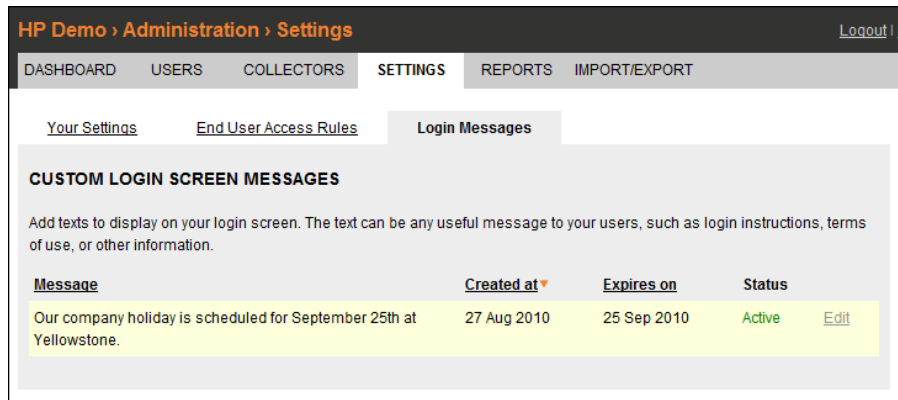 HP Demo › Administration › Settings
Logout |
DASHBOARD USERS COLLECTORS SETTINGS REPORTS IMPORT/EXPORT
Your Settings End User Access Rules Login Messages
CUSTOM LOGIN SCREEN MESSAGES
Add texts to display on your login screen. The text can be any useful message to your users, such as login instructions, terms
of use, or other information.
Message Created at▼ Expires on Status
Our company holiday is scheduled for September 25th at 27 Aug 2010 25 Sep 2010 Active Edit
Yellowstone.